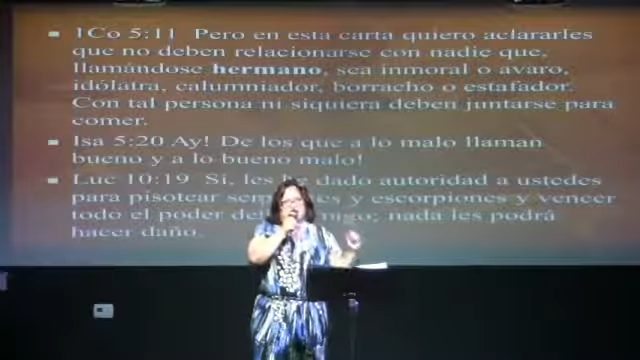 1Co 5:11 Pero en esta carta quiero aclararles
que no deben relacionarse con nadie que,
llamándose hermano, sea inmoral o avaro,
idólatra, calumniador, borracho o estafador.
Con tal persona ni siquiera deben juntarse para
comer.
Isa 5:20 Ay! De los que a lo malo llaman
bueno y a lo bueno malo!
Luc 10:19 Sí, les dado autoridad a ustedes
para pisotear y escorpiones y vencer
todo el poder del nada les podrá
hacer daño.